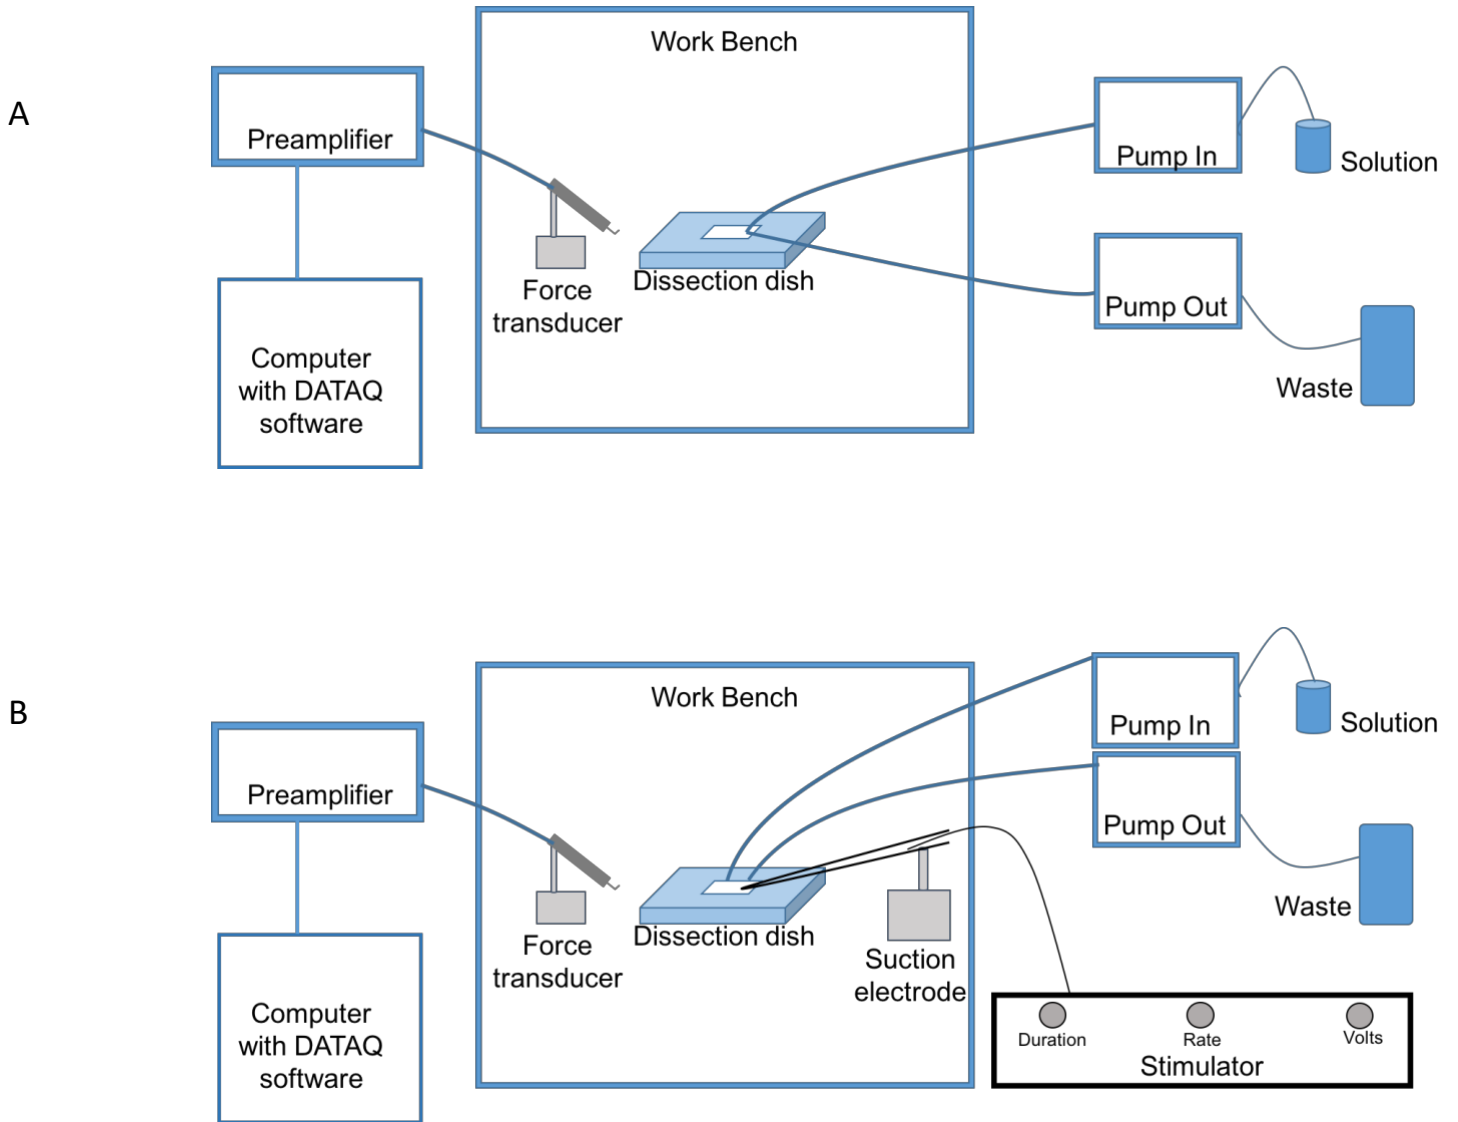 A
Work Bench
Preamplifier
Pump In
Solution
Force
transducer
Dissection dish
Pump Out
Computer
with DATAQ
software
Waste
B
Work Bench
Preamplifier
Pump In
Solution
Pump Out
Force
transducer
Dissection dish
Suction
electrode
Waste
Computer
with DATAQ
software
Duration
Rate
Volts
Stimulator